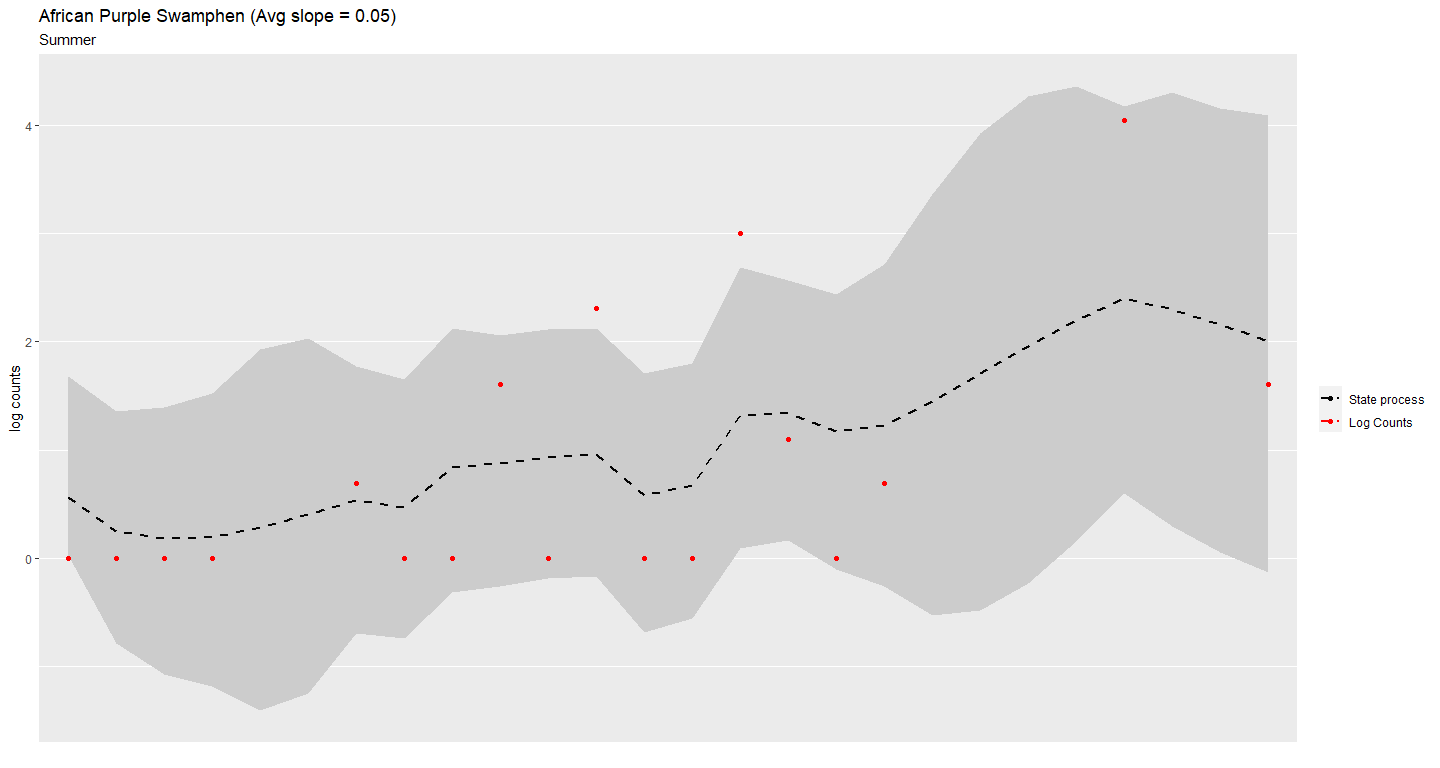 African Purple Swamphen (Avg slope = 0.05)
Summer
4
2
0
log counts
State process
Log Counts